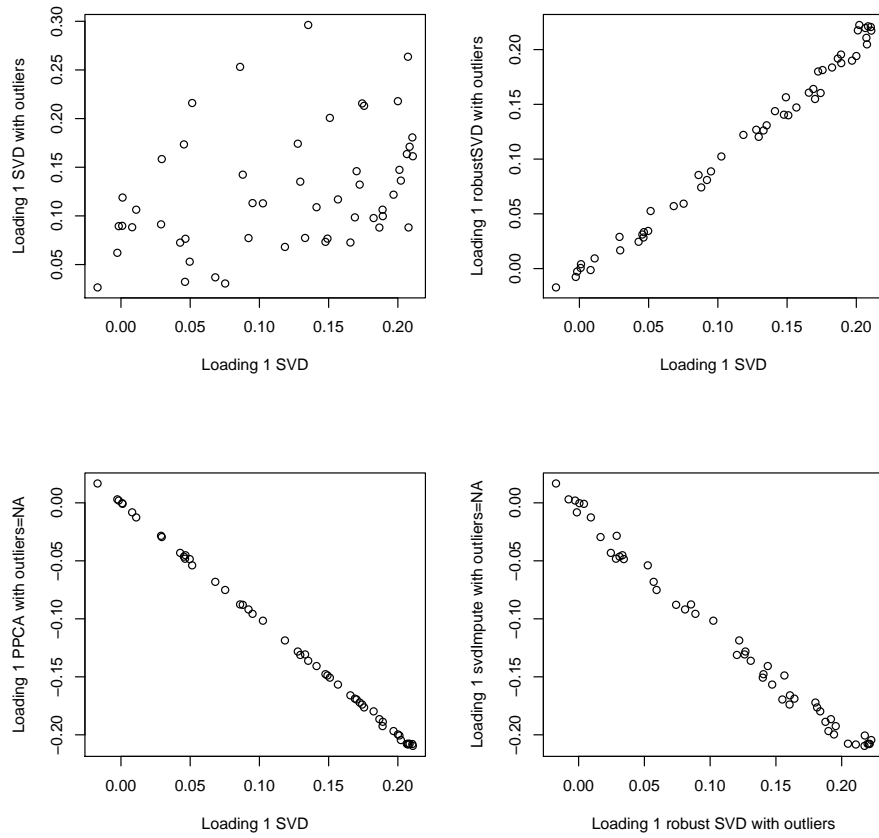 0.30
0.25
0.20
0.15
0.10
0.05
Loading 1 SVD with outliers
0.00 0.05 0.10 0.15 0.20
Loading 1 SVD
0.20
0.15
0.10
0.05
0.00
Loading 1 robustSVD with outliers
0.00 0.05 0.10 0.15 0.20
Loading 1 SVD
0.00
−0.05
−0.10
−0.15
−0.20
Loading 1 PPCA with outliers=NA
0.00 0.05 0.10 0.15 0.20
Loading 1 SVD
0.00
−0.05
−0.10
−0.15
−0.20
Loading 1 svdImpute with outliers=NA
0.00 0.05 0.10 0.15 0.20
Loading 1 robust SVD with outliers